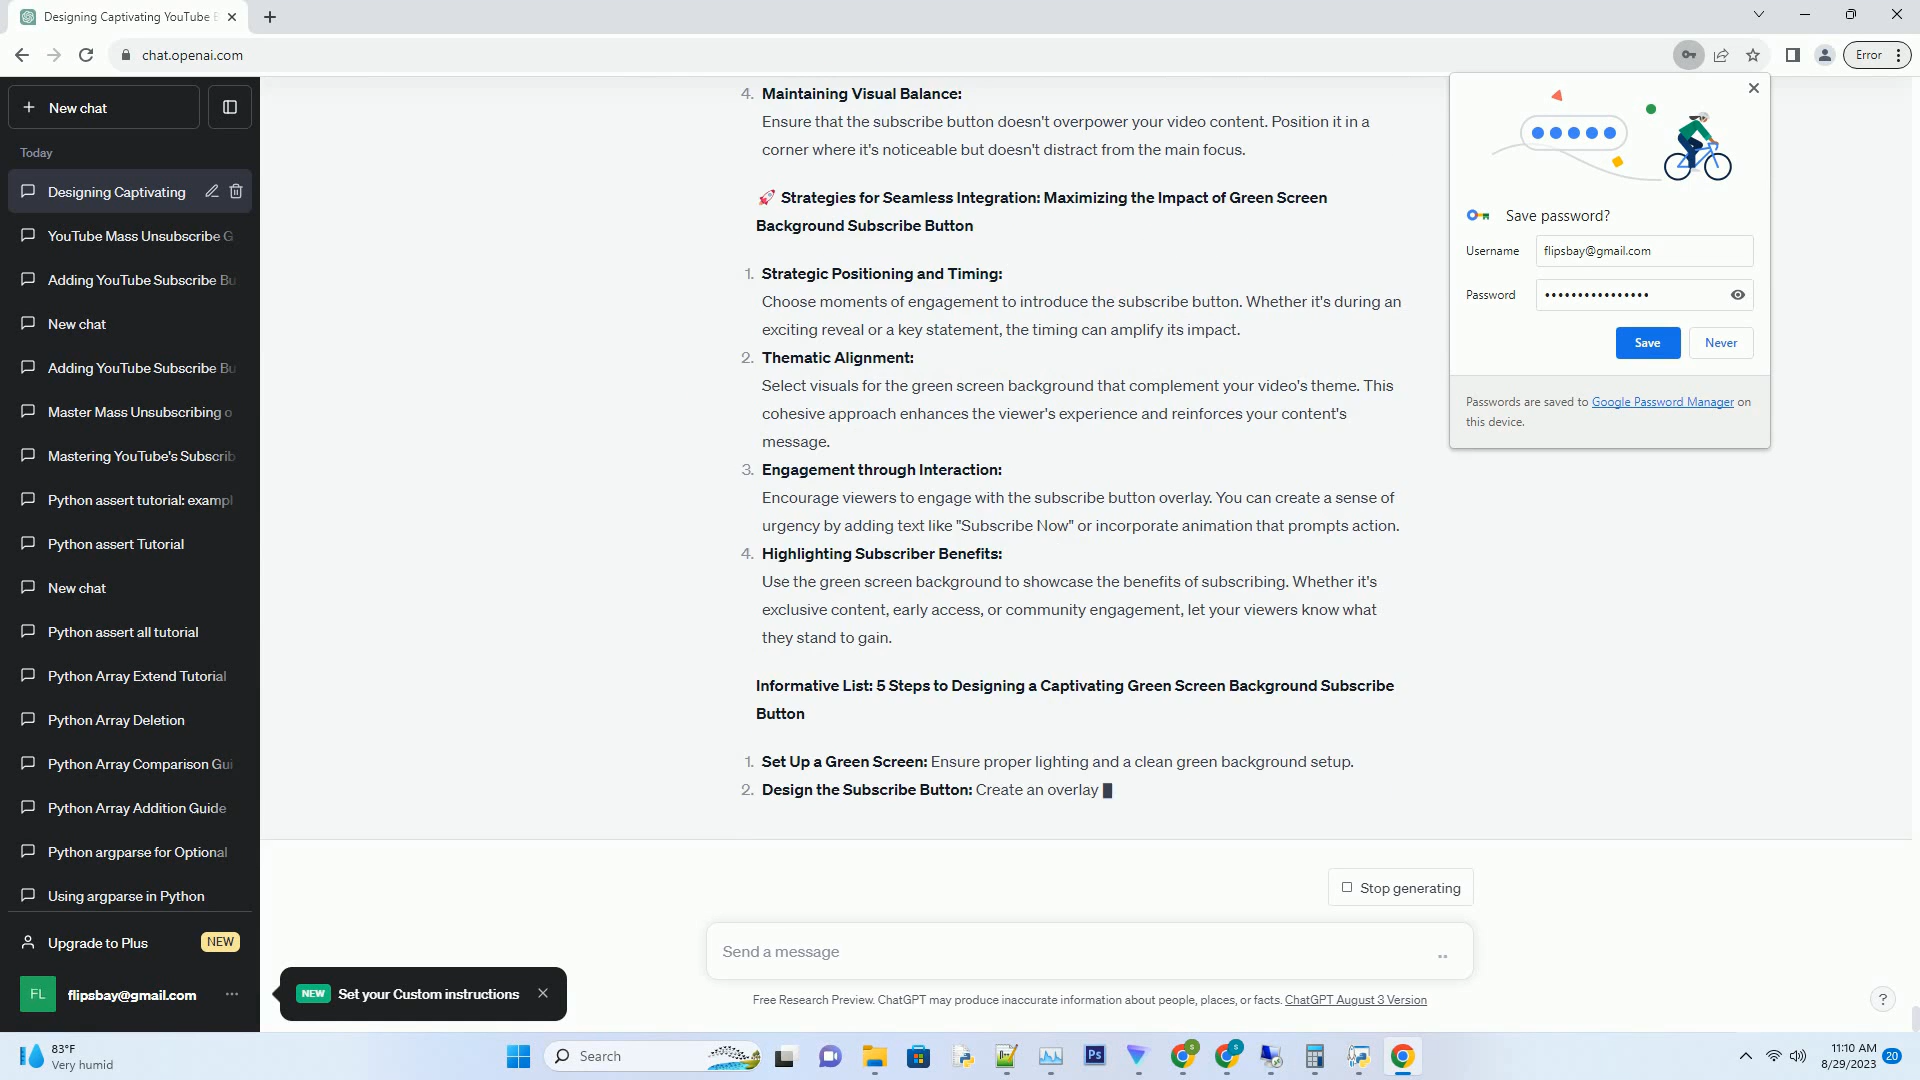 Designing Captivating YouTube B
chat.openai.com
Error
New chat
Today
Designing Captivating
YouTube Mass Unsubscribe G
Adding YouTube Subscribe Bu
New chat
Adding YouTube Subscribe Bu
Master Mass Unsubscribing o
Mastering YouTube's Subscrib
Python assert tutorial: exampl
Python assert Tutorial
New chat
Python assert all tutorial
Python Array Extend Tutorial
Python Array Deletion
Python Array Comparison Gui
Python Array Addition Guide
Python argparse for Optional
Using argparse in Python
Upgrade to Plus NEW
FL flipsbay@gmail.com
4. Maintaining Visual Balance:
Ensure that the subscribe button doesn't overpower your video content. Position it in a
corner where it's noticeable but doesn't distract from the main focus.
🚀 Strategies for Seamless Integration: Maximizing the Impact of Green Screen
Background Subscribe Button
1. Strategic Positioning and Timing:
Choose moments of engagement to introduce the subscribe button. Whether it's during an
exciting reveal or a key statement, the timing can amplify its impact.
2. Thematic Alignment:
Select visuals for the green screen background that complement your video's theme. This
cohesive approach enhances the viewer's experience and reinforces your content's
message.
3. Engagement through Interaction:
Encourage viewers to engage with the subscribe button overlay. You can create a sense of
urgency by adding text like "Subscribe Now" or incorporate animation that prompts action.
4. Highlighting Subscriber Benefits:
Use the green screen background to showcase the benefits of subscribing. Whether it's
exclusive content, early access, or community engagement, let your viewers know what
they stand to gain.
Informative List: 5 Steps to Designing a Captivating Green Screen Background Subscribe
Button
1. Set Up a Green Screen: Ensure proper lighting and a clean green background setup.
2. Design the Subscribe Button: Create an overlay
Stop generating
Send a message
Free Research Preview. ChatGPT may produce inaccurate information about people, places, or facts. ChatGPT August 3 Version
NEW Set your Custom instructions
?
Save password?
Username flipsbay@gmail.com
Password ••••••••••••••••
Save Never
Passwords are saved to Google Password Manager on
this device.
83°F
Very humid
Search
Ps
S
S
11:10 AM
8/29/2023
20